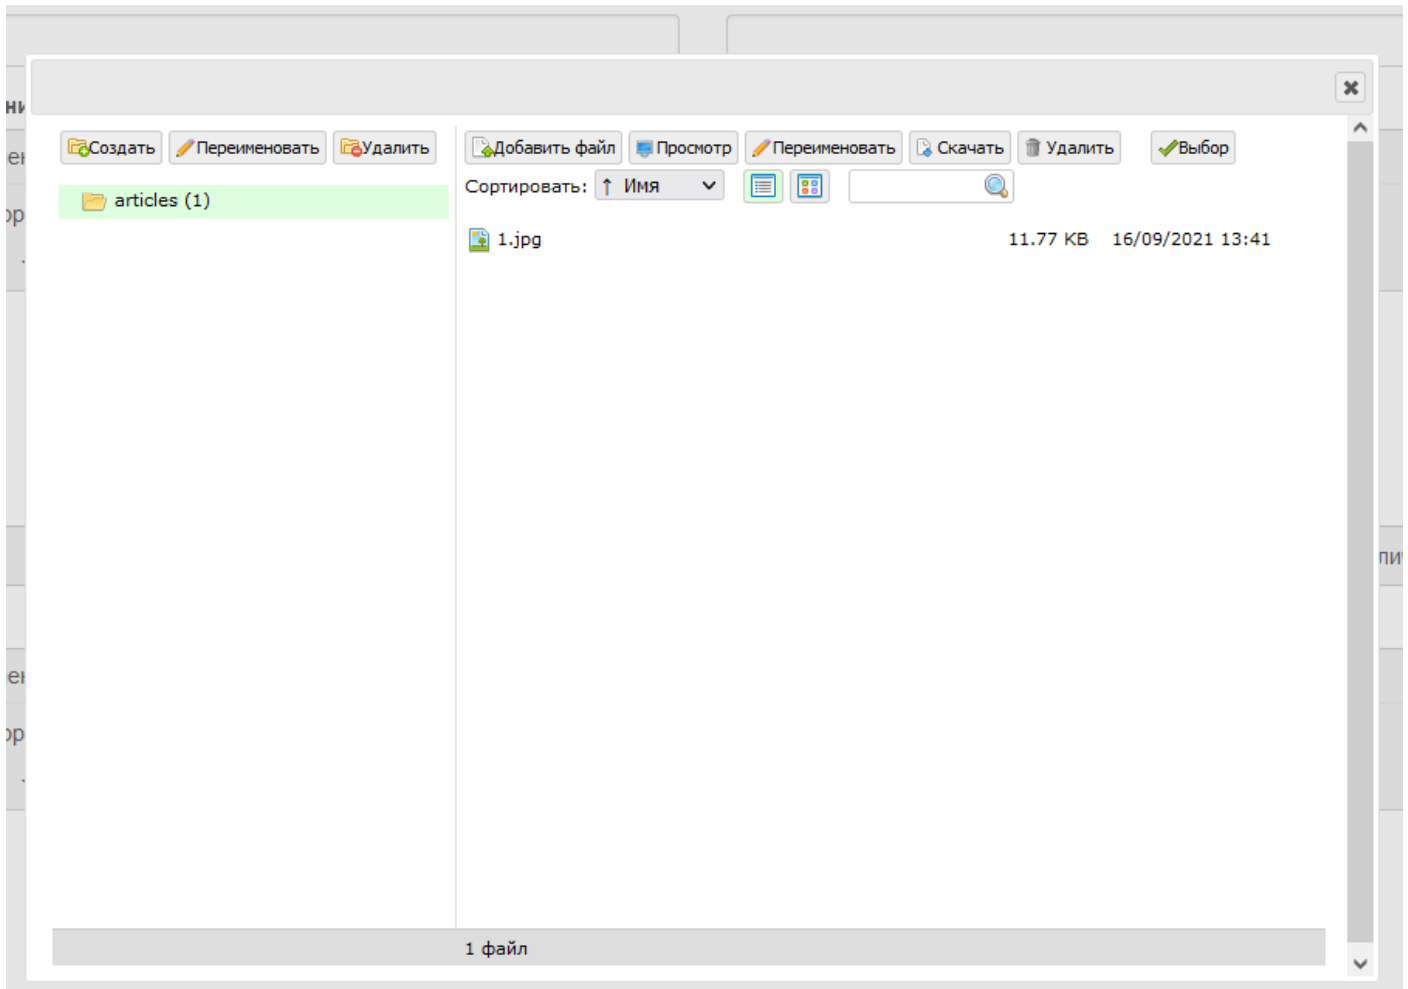 Создать Переименовать Удалить
Добавить файл Просмотр Переименовать Скачать Удалить Выбор
Сортировать: ↑ Имя
articles (1)
1.jpg 11.77 KB 16/09/2021 13:41
1 файл